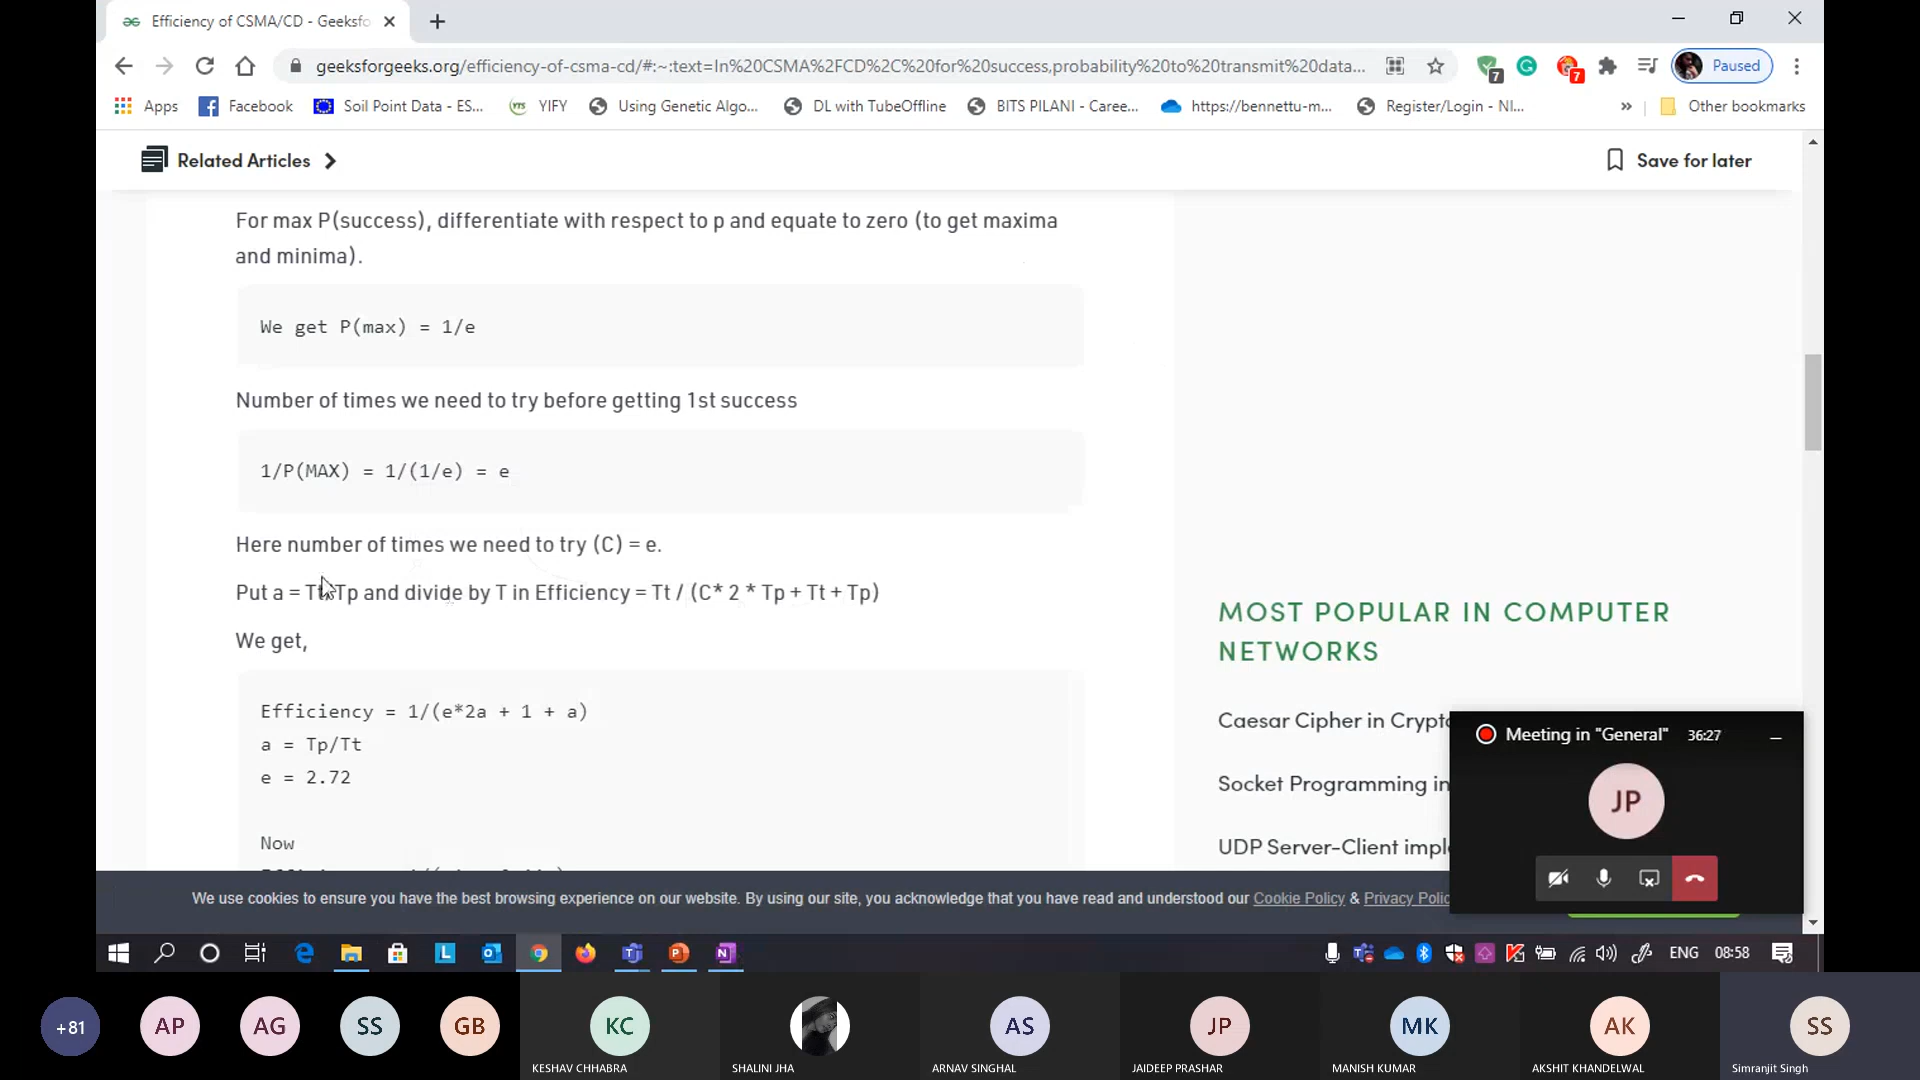 Efficiency of CSMA/CD - Geeksfo
geeksforgeeks.org/efficiency-of-csma-cd/#:~:text=In%20CSMA%2FCD%2C%20for%20success,probability%20to%20transmit%20data...
7
7
Paused
Apps
Facebook
Soil Point Data - ES...
YIFY
Using Genetic Algo...
DL with TubeOffline
BITS PILANI - Caree...
https://bennettu-m...
Register/Login - NI...
»
Other bookmarks
Related Articles
Save for later
For max P(success), differentiate with respect to p and equate to zero (to get maxima
and minima).
We get P(max) = 1/e
Number of times we need to try before getting 1st success
1/P(MAX) = 1/(1/e) = e
Here number of times we need to try (C) = e.
Put a = Tt/Tp and divide by T in Efficiency = Tt / (C* 2 * Tp + Tt + Tp)
We get,
Efficiency = 1/(e*2a + 1 + a)
a = Tp/Tt
e = 2.72
Now
MOST POPULAR IN COMPUTER
NETWORKS
Caesar Cipher in Crypto
Socket Programming in
UDP Server-Client imple
Meeting in "General" 36:27
JP
We use cookies to ensure you have the best browsing experience on our website. By using our site, you acknowledge that you have read and understood our Cookie Policy & Privacy Polic
ENG
08:58
+81
AP
AG
SS
GB
KC
AS
JP
MK
AK
SS
KESHAV CHHABRA
SHALINI JHA
ARNAV SINGHAL
JAIDEEP PRASHAR
MANISH KUMAR
AKSHIT KHANDELWAL
Simranjit Singh